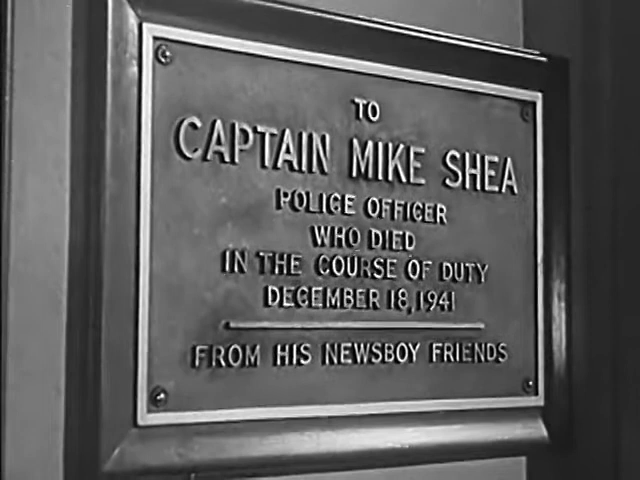 TO
CAPTAIN MIKE SHEA
POLICE OFFICER
WHO DIED
IN THE COURSE OF DUTY
DECEMBER 18, 1941
FROM HIS NEWSBOY FRIENDS